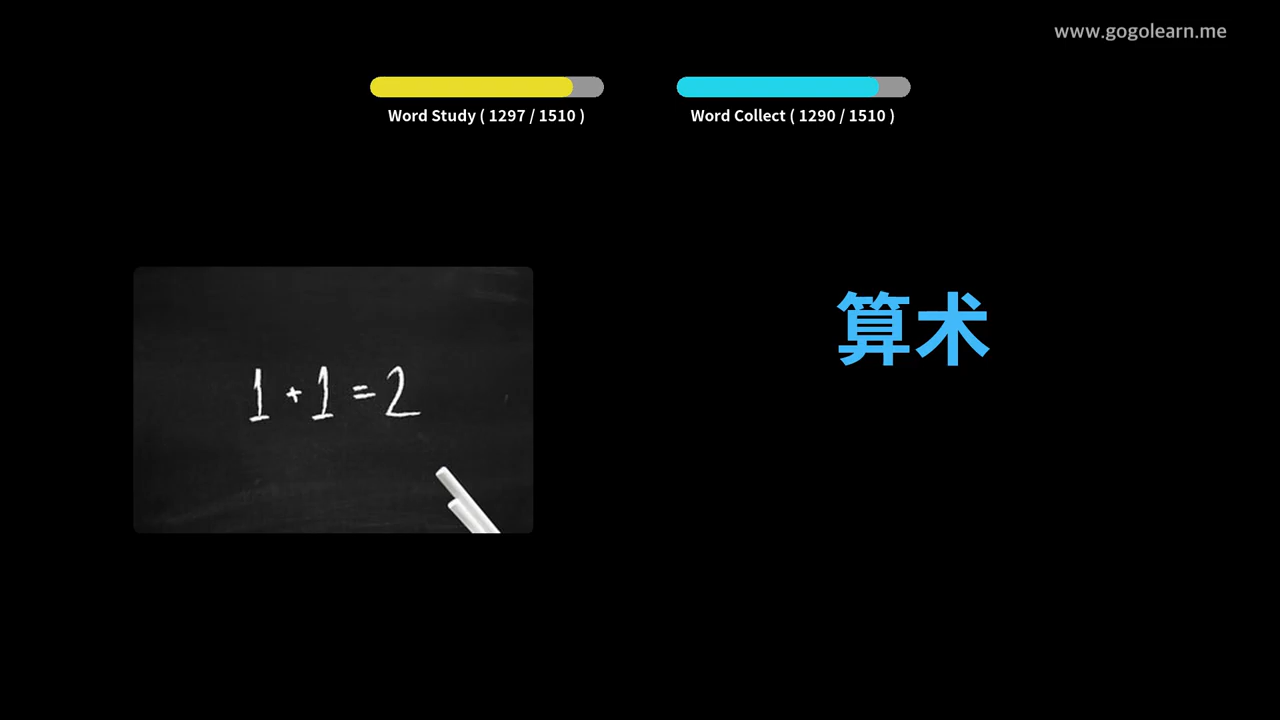 www.gogolearn.me
Word Study ( 1297 / 1510 )
Word Collect ( 1290 / 1510 )
算术
1 + 1 = 2